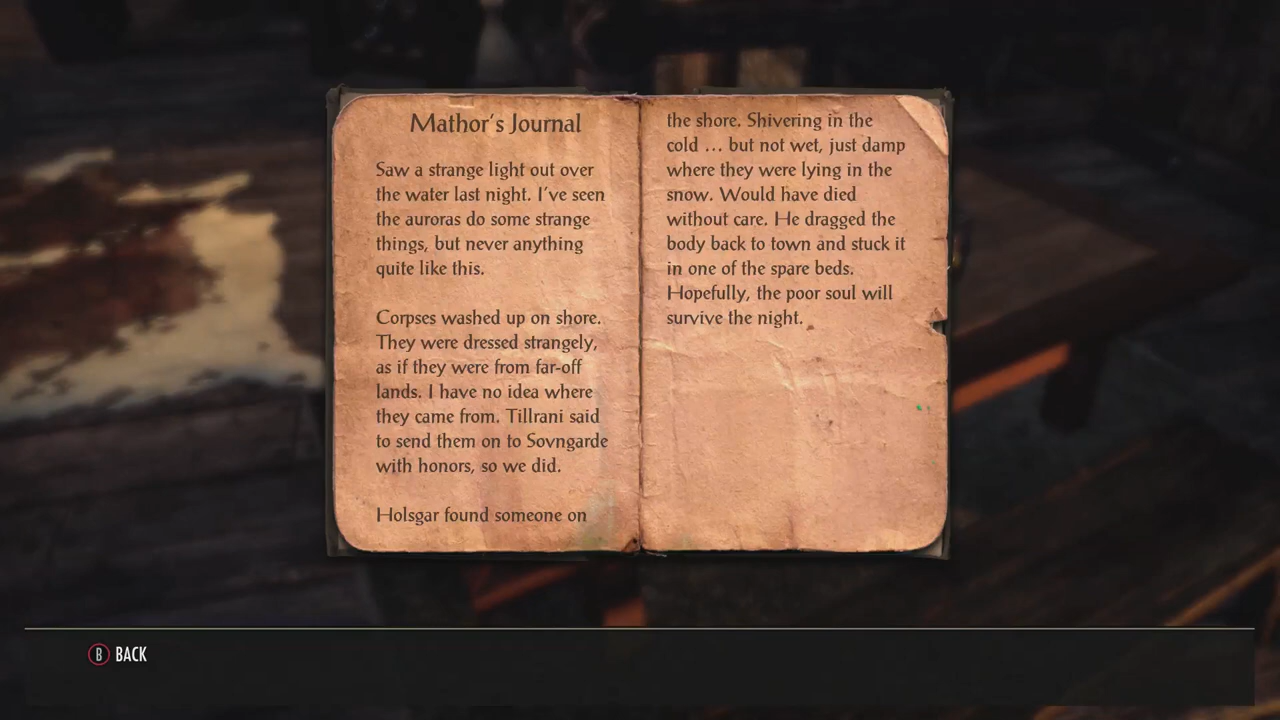 Mathor's Journal
Saw a strange light out over
the water last night. I've seen
the auroras do some strange
things, but never anything
quite like this.
Corpses washed up on shore.
They were dressed strangely,
as if they were from far-off
lands. I have no idea where
they came from. Tillrani said
to send them on to Sovngarde
with honors, so we did.
Holsgar found someone on
the shore. Shivering in the
cold ... but not wet, just damp
where they were lying in the
snow. Would have died
without care. He dragged the
body back to town and stuck it
in one of the spare beds.
Hopefully, the poor soul will
survive the night.
B BACK